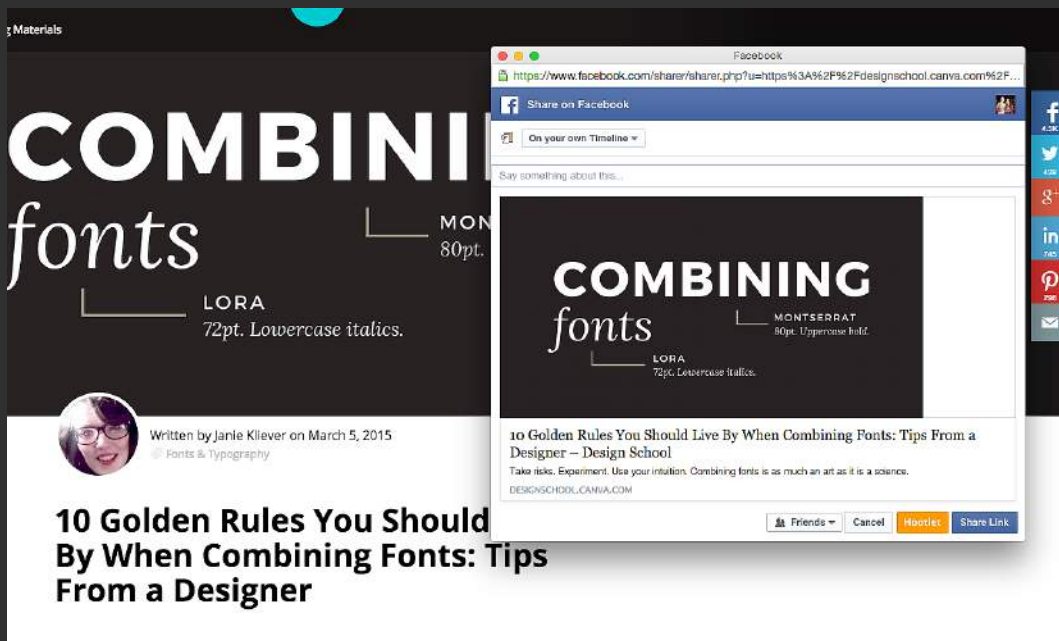 g Materials
COMBINI
fonts
MON
80pt.
LORA
72pt. Lowercase italics.
Written by Janie Kliever on March 5, 2015
Fonts & Typography
10 Golden Rules You Should
By When Combining Fonts: Tips
From a Designer
Facebook
https://www.facebook.com/sharer/sharer.php?u=https%3A%2F%2Fdesignschool.canva.com%2F...
f Share on Facebook
On your own Timeline
Say something about this...
COMBINING
fonts
MONTSERRAT
80pt. Uppercase bold.
LORA
72pt. Lowercase italics.
10 Golden Rules You Should Live By When Combining Fonts: Tips From a
Designer – Design School
Take risks. Experiment. Use your intuition. Combining fonts is as much an art as it is a science.
DESIGNSCHOOL.CANVA.COM
Friends
Cancel
Hootlet
Share Link
f
8+
in